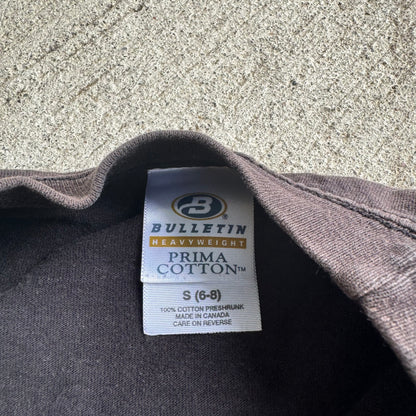 B ®
BULLETIN
HEAVYWEIGHT
PRIMA
COTTON™
S (6-8)
100% COTTON PRESHRUNK
MADE IN CANADA
CARE ON REVERSE